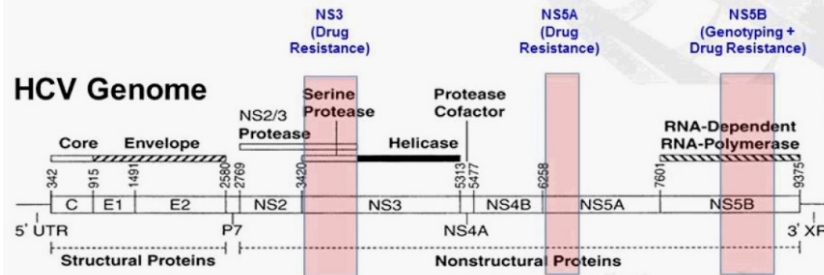 NS3
(Drug
Resistance)
NS5A
(Drug
Resistance)
NS5B
(Genotyping +
Drug Resistance)
HCV Genome
Serine
Protease
Protease
Cofactor
NS2/3
Protease
Core
Envelope
Helicase
RNA-Dependent
RNA-Polymerase
342
915
1491
2580
2769
3420
5313
5477
6258
7601
9375
C
E1
E2
NS2
NS3
NS4B
NS5A
NS5B
5' UTR
P7
NS4A
3' XR
Structural Proteins
Nonstructural Proteins